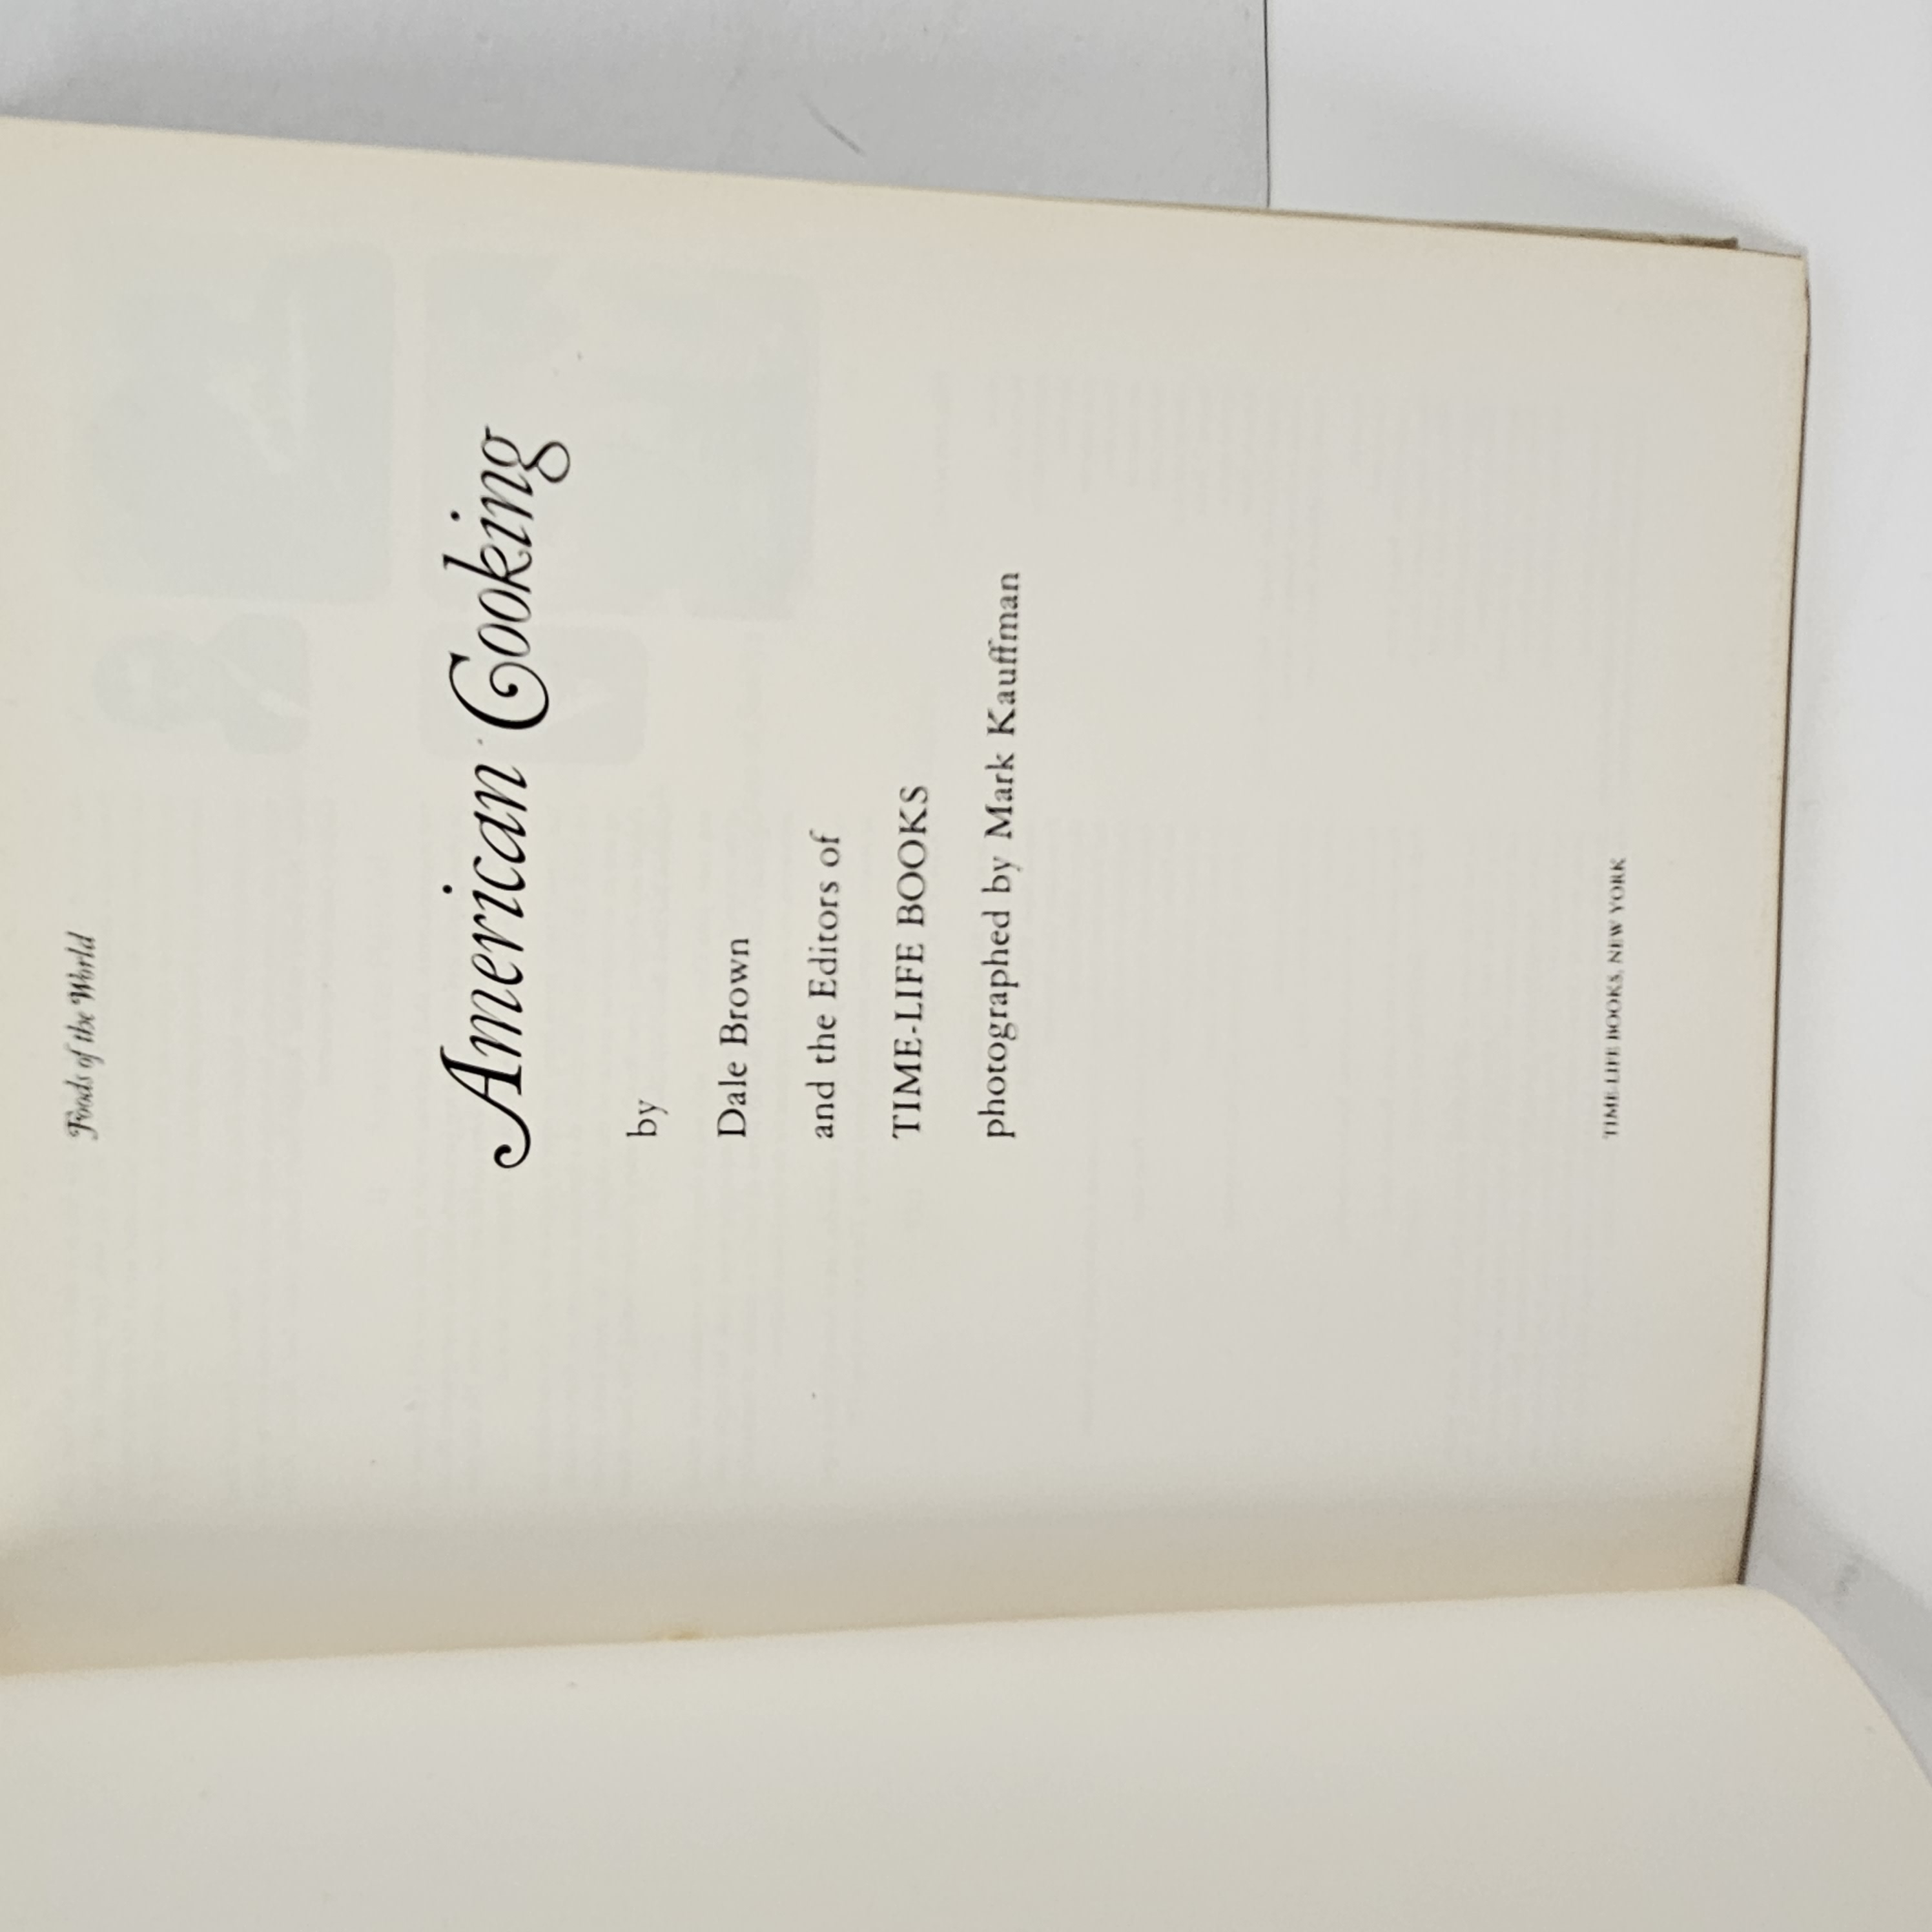 Foods of the World
American Cooking
by
Dale Brown
and the Editors of
TIME-LIFE BOOKS
photographed by Mark Kauffman
TIME-LIFE BOOKS, NEW YORK